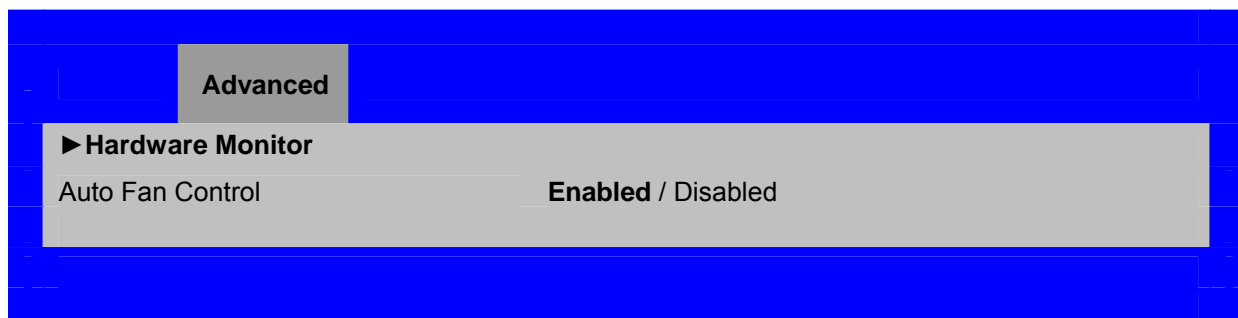 Advanced
►Hardware Monitor
Auto Fan Control Enabled / Disabled